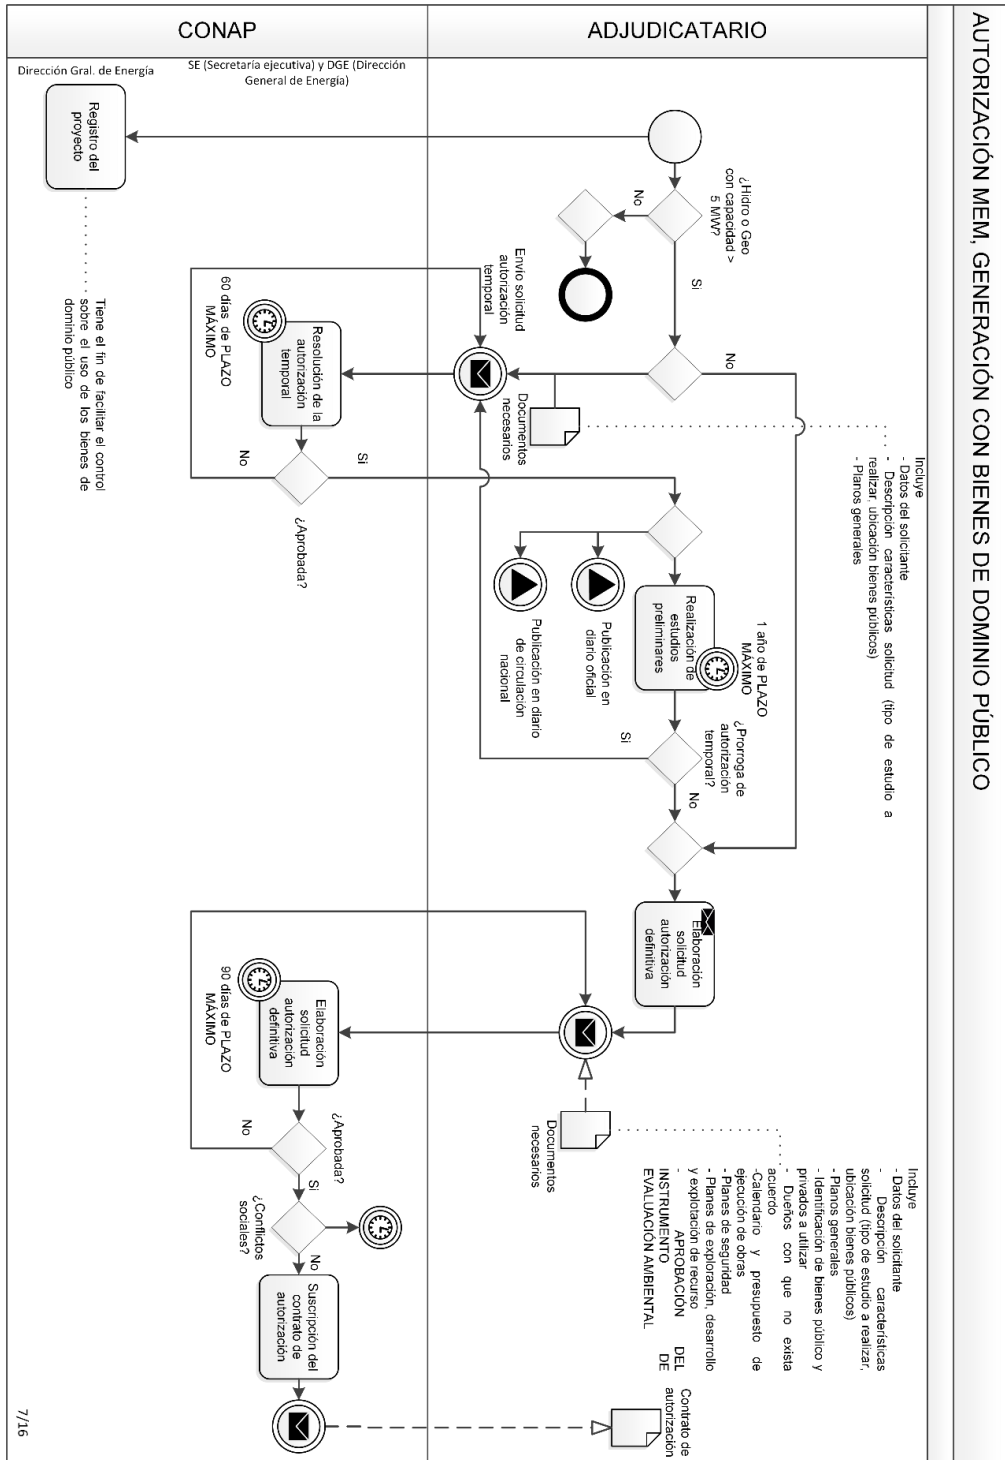 AUTORIZACIÓN MEM, GENERACIÓN CON BIENES DE DOMINIO PÚBLICO
CONAP
ADJUDICATARIO
Dirección Gral. de Energía
SE (Secretaría ejecutiva) y DGE (Dirección
General de Energía)
Registro del
proyecto
Tiene el fin de facilitar el control
sobre el uso de los bienes de
dominio público
¿Hidro o Geo
con capacidad >
5 MW?
No
Si
No
Envío solicitud
autorización
temporal
Documentos
necesarios
Incluye
- Datos del solicitante
- Descripción características solicitud (tipo de estudio a
realizar, ubicación bienes públicos)
- Planos generales
Resolución de la
autorización
temporal
60 días de PLAZO
MÁXIMO
¿Aprobada?
No
Si
Publicación en
diario oficial
Publicación en diario
de circulación
nacional
Realización de
estudios
preliminares
1 año de PLAZO
MÁXIMO
¿Prorroga de
autorización
temporal?
Si
No
Elaboración
solicitud
autorización
definitiva
Documentos
necesarios
Incluye
- Datos del solicitante
- Descripción características
solicitud (tipo de estudio a realizar,
ubicación bienes públicos)
- Planos generales
- Identificación de bienes público y
privados a utilizar
- Dueños con que no exista
acuerdo
-Calendario y presupuesto de
ejecución de obras
- Planes de seguridad
- Planes de exploración, desarrollo
y explotación de recurso
- APROBACIÓN DEL
INSTRUMENTO DE
EVALUACIÓN AMBIENTAL
Elaboración
solicitud
autorización
definitiva
90 días de PLAZO
MÁXIMO
¿Aprobada?
No
Si
¿Conflictos
sociales?
No
Suscripción del
contrato de
autorización
Contrato de
autorización
7/16